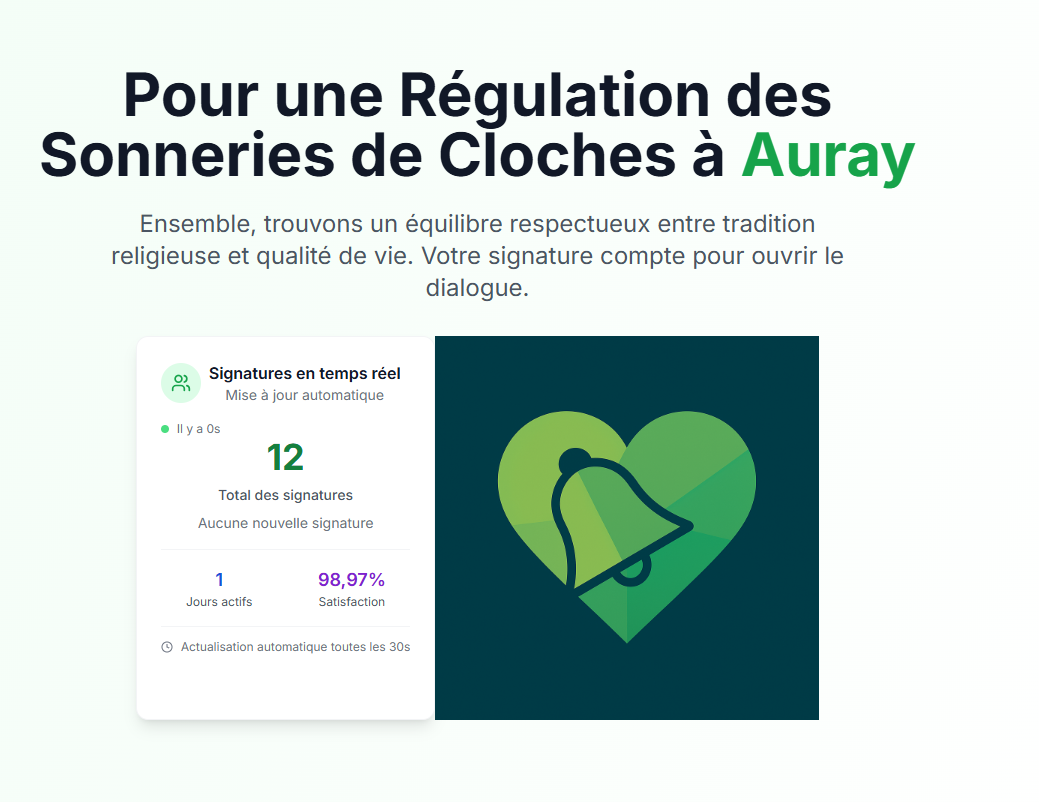 Pour une Régulation des
Sonneries de Cloches à Auray
Ensemble, trouvons un équilibre respectueux entre tradition
religieuse et qualité de vie. Votre signature compte pour ouvrir le
dialogue.
Signatures en temps réel
Mise à jour automatique
Il y a 0s
12
Total des signatures
Aucune nouvelle signature
1
Jours actifs
98,97%
Satisfaction
Actualisation automatique toutes les 30s